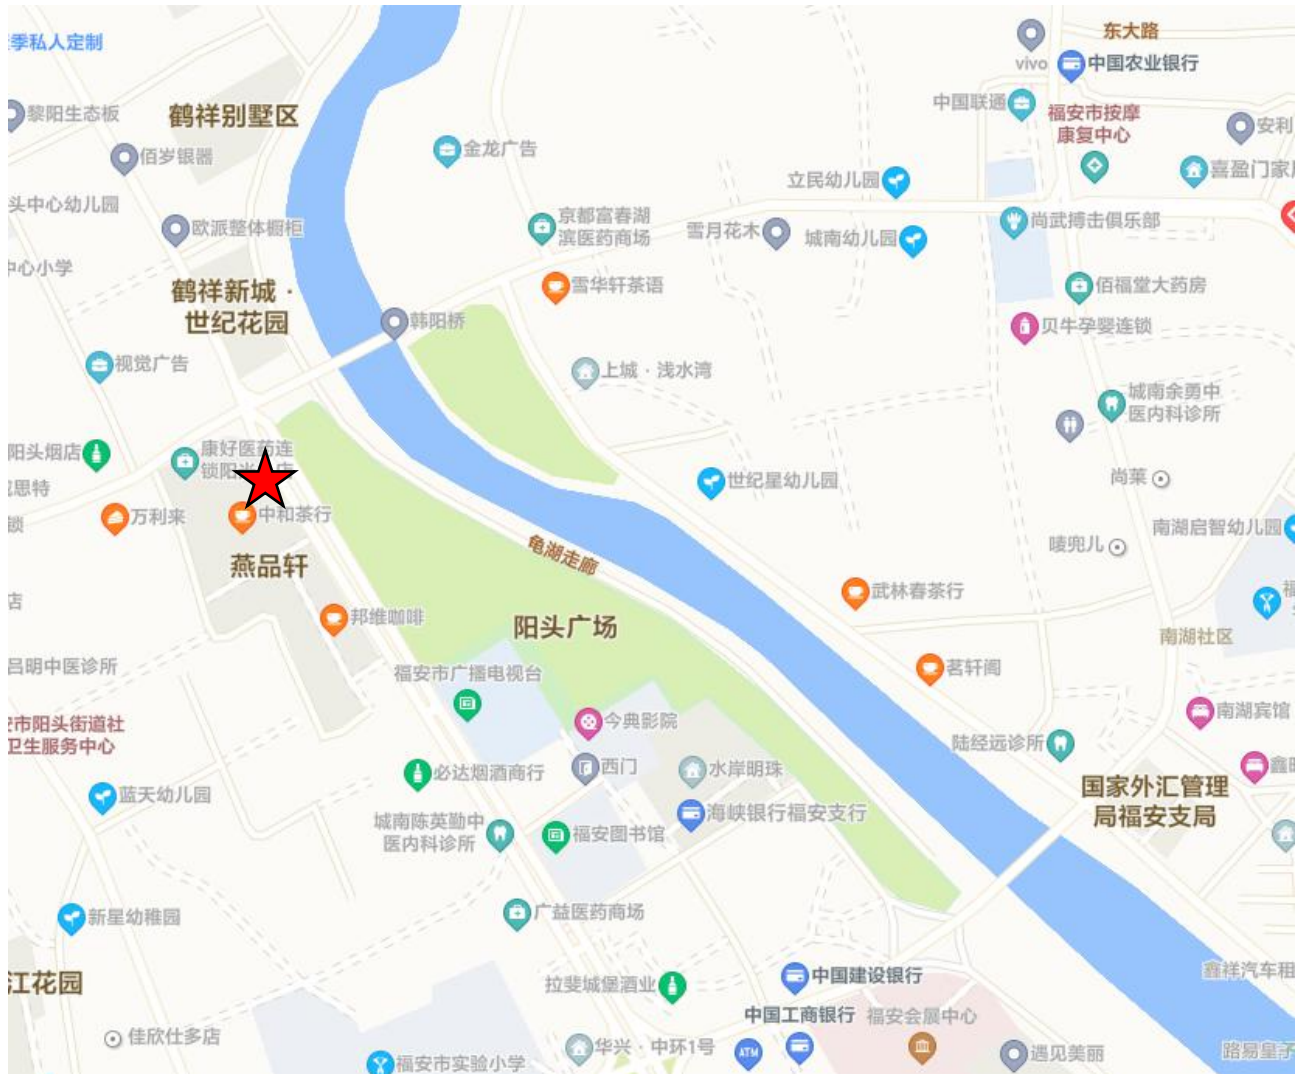 季私人定制
东大路
vivo
中国农业银行
中国联通
黎阳生态板
鹤祥别墅区
福安市按摩
康复中心
安利
佰岁银器
金龙广告
喜盈门家居
立民幼儿园
头中心幼儿园
欧派整体橱柜
京都富春湖
滨医药商场
雪月花木
城南幼儿园
尚武搏击俱乐部
中心小学
鹤祥新城·
世纪花园
雪华轩茶语
佰福堂大药房
韩阳桥
贝牛孕婴连锁
视觉广告
上城·浅水湾
城南余勇中
医内科诊所
阳头烟店
康好医药连
锁阳 店
思特
世纪星幼儿园
尚莱
锁
万利来
中和茶行
南湖启智幼儿园
唛兜儿
龟湖走廊
燕品轩
店
武林春茶行
福
邦维咖啡
阳头广场
南湖社区
吕明中医诊所
福安市广播电视台
茗轩阁
市阳头街道社
卫生服务中心
今典影院
南湖宾馆
陆经远诊所
必达烟酒商行
西门
水岸明珠
鑫
国家外汇管理
局福安支局
蓝天幼儿园
城南陈英勤中
医内科诊所
福安图书馆
海峡银行福安支行
新星幼稚园
广益医药商场
江花园
拉斐城堡酒业
中国建设银行
鑫祥汽车租
中国工商银行
福安会展中心
佳欣仕多店
华兴·中环1号
ATM
遇见美丽
路易皇子
福安市实验小学